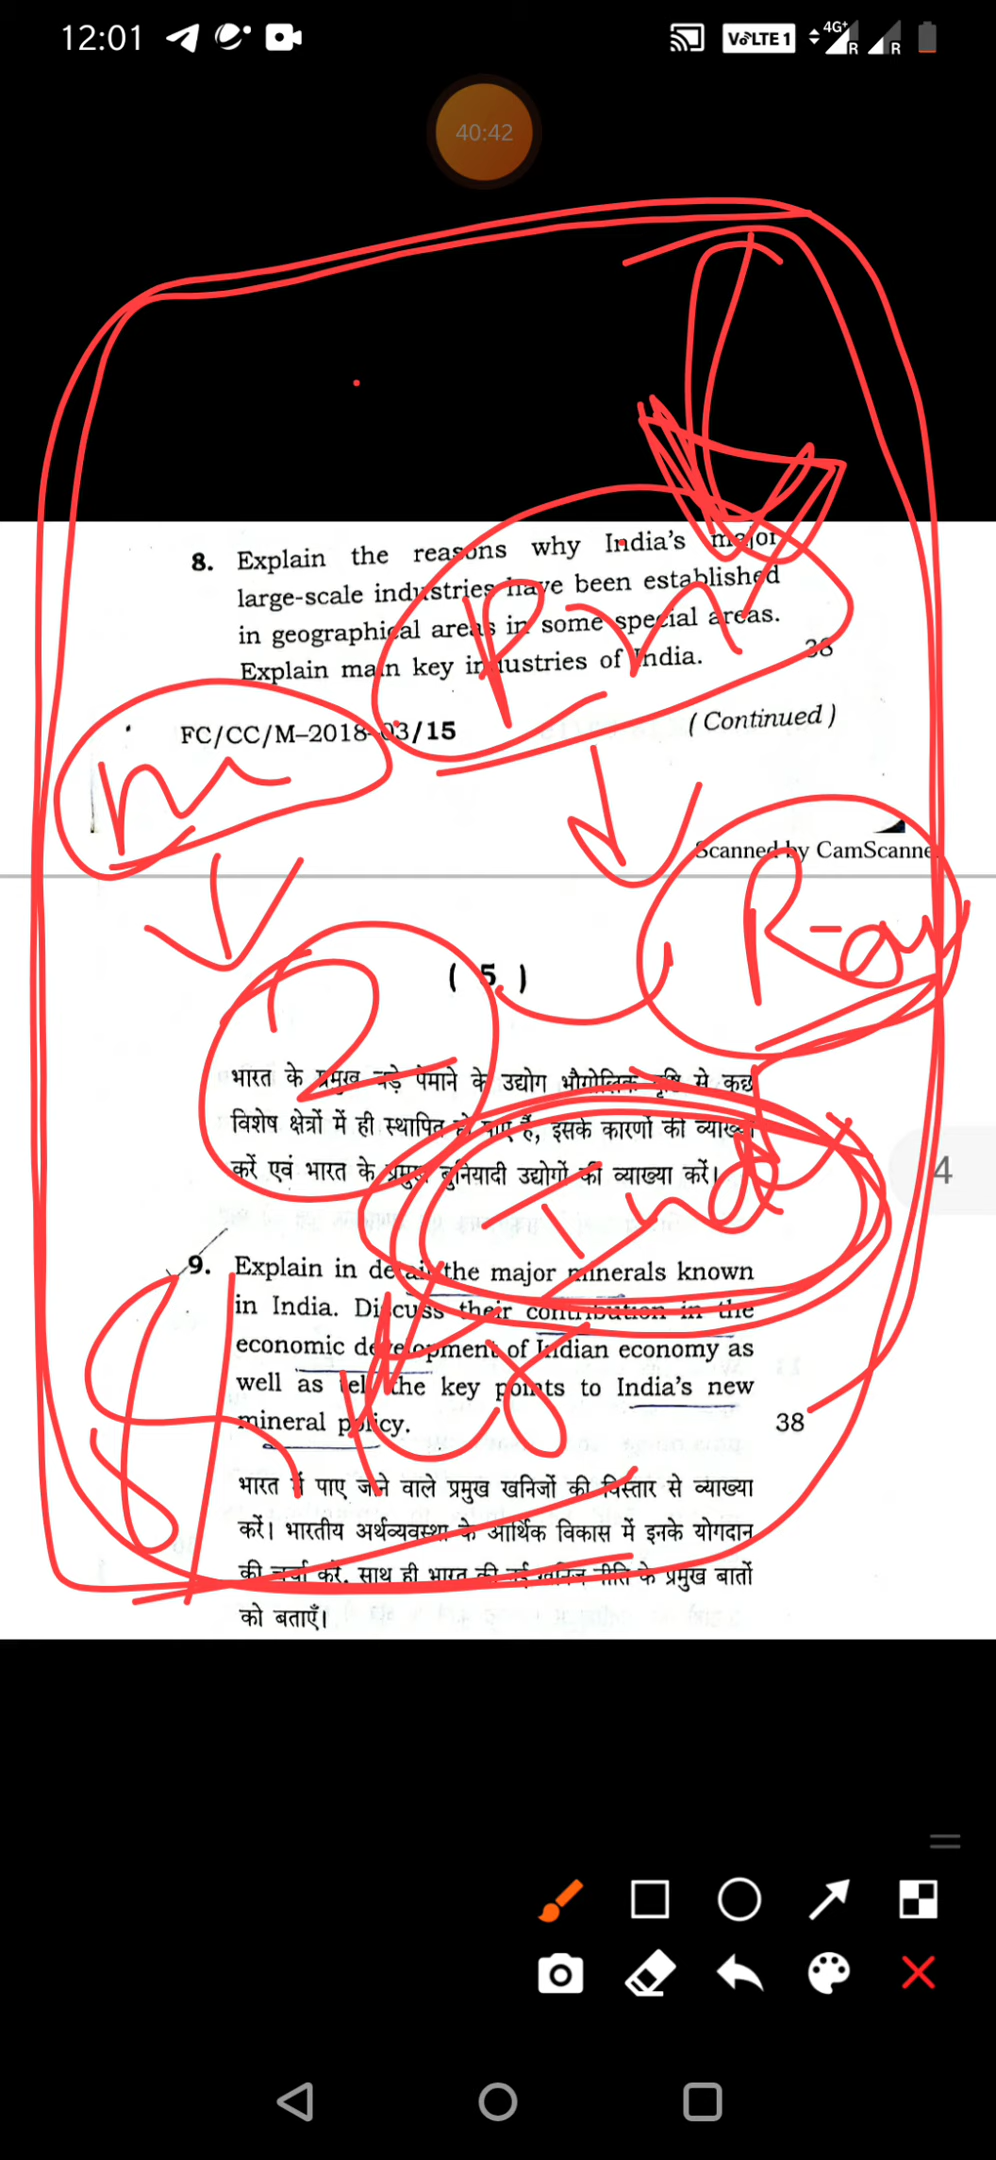 12:01
VoLTE 1
4G+
R
R
40:42
8. Explain the reasons why India's major
large-scale industries have been established
in geographical areas in some special areas.
Explain main key industries of India. 38
FC/CC/M–2018–03/15
( Continued )
Scanned by CamScanne
( 5 )
भारत के प्रमुख बड़े पैमाने के उद्योग भौगोलिक दृष्टि से कुछ
विशेष क्षेत्रों में ही स्थापित हो पाए हैं, इसके कारणों की व्याख्या
करें एवं भारत के प्रमुख बुनियादी उद्योगों की व्याख्या करें।
4
9. Explain in detail the major minerals known
in India. Discuss their contribution in the
economic development of Indian economy as
well as tell the key points to India's new
mineral policy. 38
भारत में पाए जाने वाले प्रमुख खनिजों की विस्तार से व्याख्या
करें। भारतीय अर्थव्यवस्था के आर्थिक विकास में इनके योगदान
की चर्चा करें, साथ ही भारत की नई खनिज नीति के प्रमुख बातों
को बताएँ।